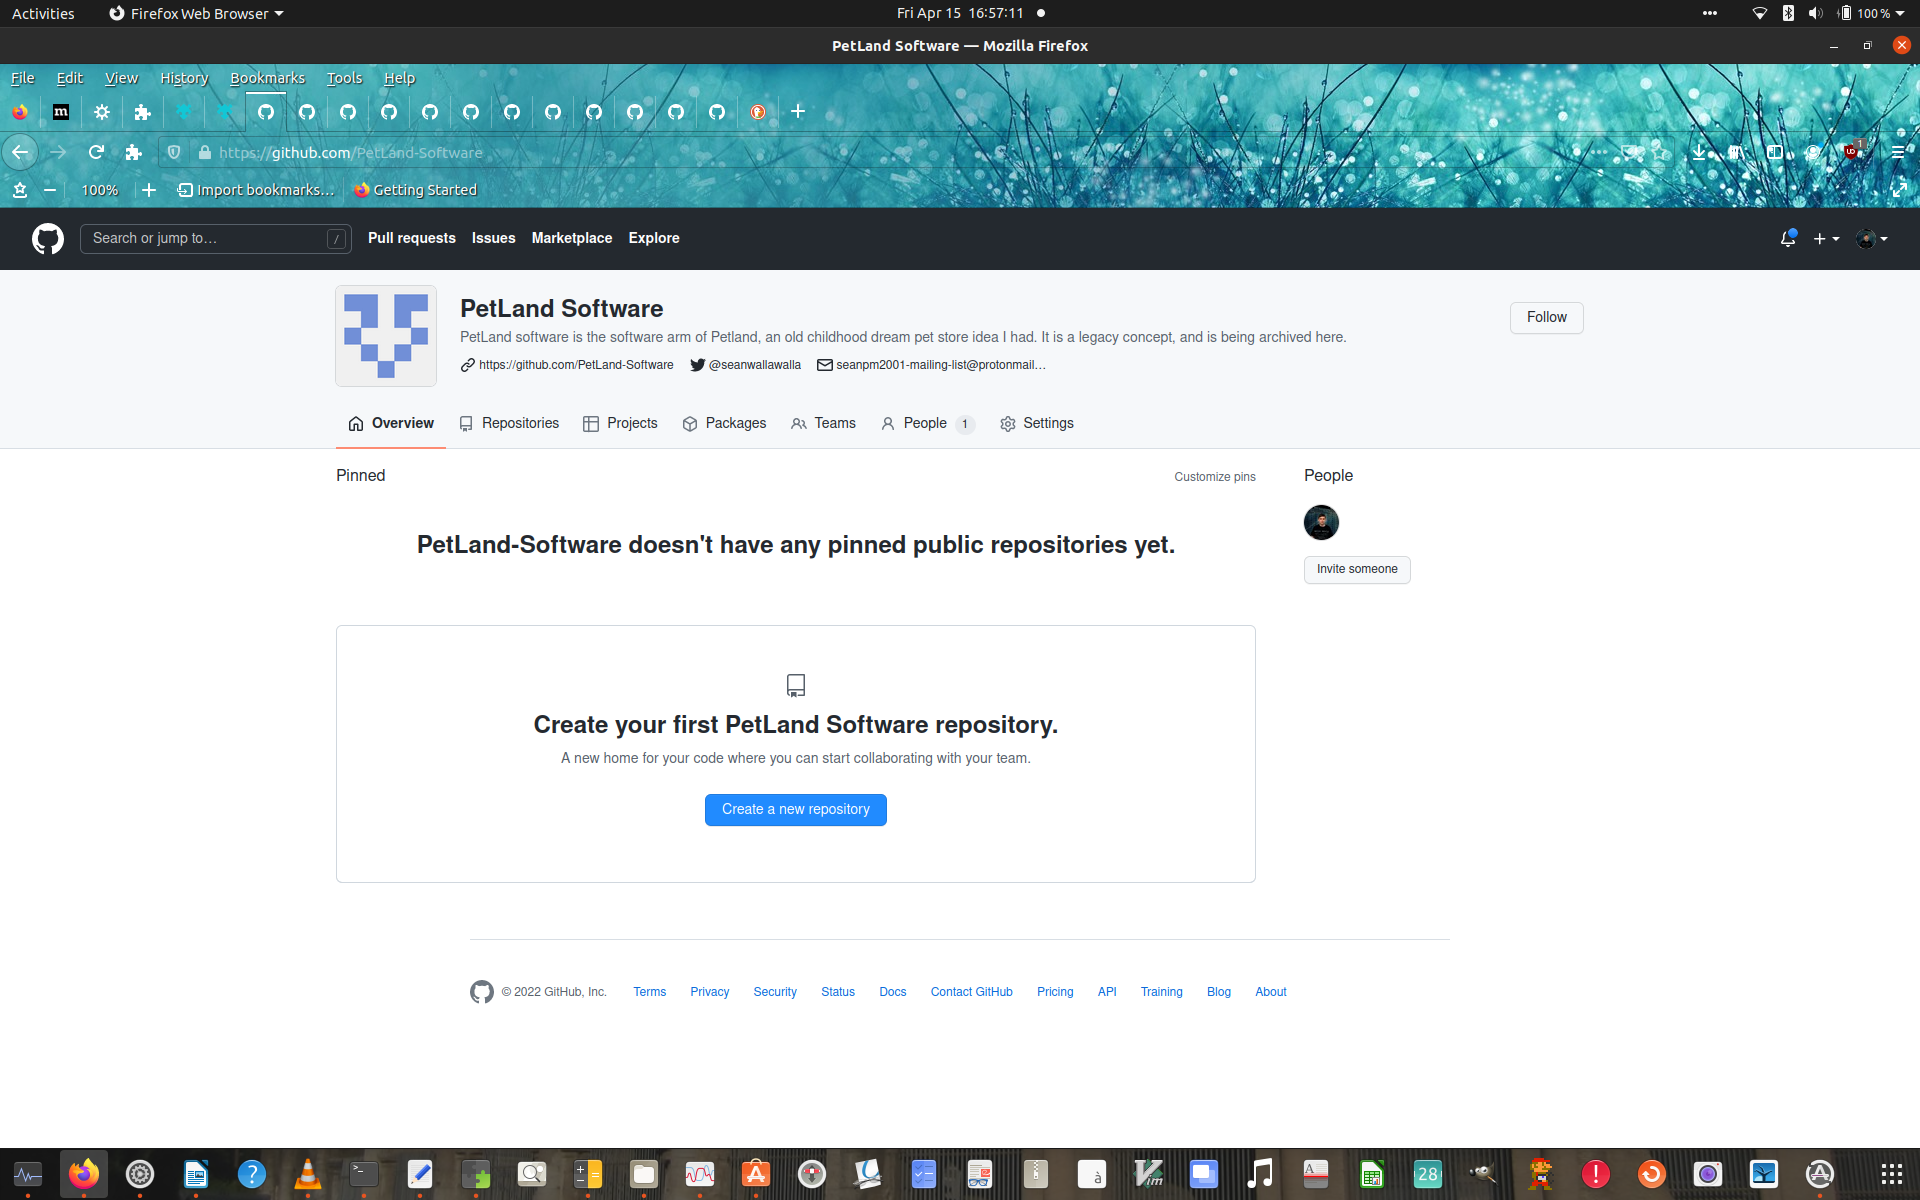 Activities Firefox Web Browser Fri Apr 15 16:57:11 100 %
PetLand Software — Mozilla Firefox
File Edit View History Bookmarks Tools Help
m
https://github.com/PetLand-Software 1
100% Import bookmarks... Getting Started
Search or jump to... / Pull requests Issues Marketplace Explore
PetLand Software
Follow
PetLand software is the software arm of Petland, an old childhood dream pet store idea I had. It is a legacy concept, and is being archived here.
https://github.com/PetLand-Software @seanwallawalla seanpm2001-mailing-list@protonmail...
Overview Repositories Projects Packages Teams People 1 Settings
Pinned Customize pins People
PetLand-Software doesn't have any pinned public repositories yet.
Invite someone
Create your first PetLand Software repository.
A new home for your code where you can start collaborating with your team.
Create a new repository
© 2022 GitHub, Inc. Terms Privacy Security Status Docs Contact GitHub Pricing API Training Blog About
28